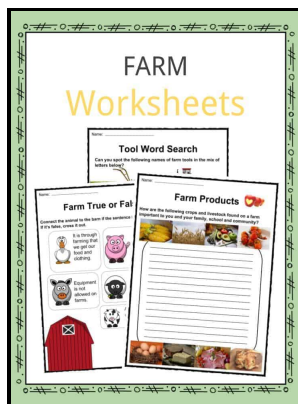 FARM
Worksheets
Name:
Tool Word Search
Can you spot the following names of farm tools in the mix of
letters below?
Name:
Farm True or Fal
Connect the animal to the barn if the sentence
If it's false, cross it out.
It is through
farming that
we get our
food and
clothing.
Equipment
is not
allowed on
farms.
Name:
Farm Products
How are the following crops and livestock found on a farm
important to you and your family, school and community?